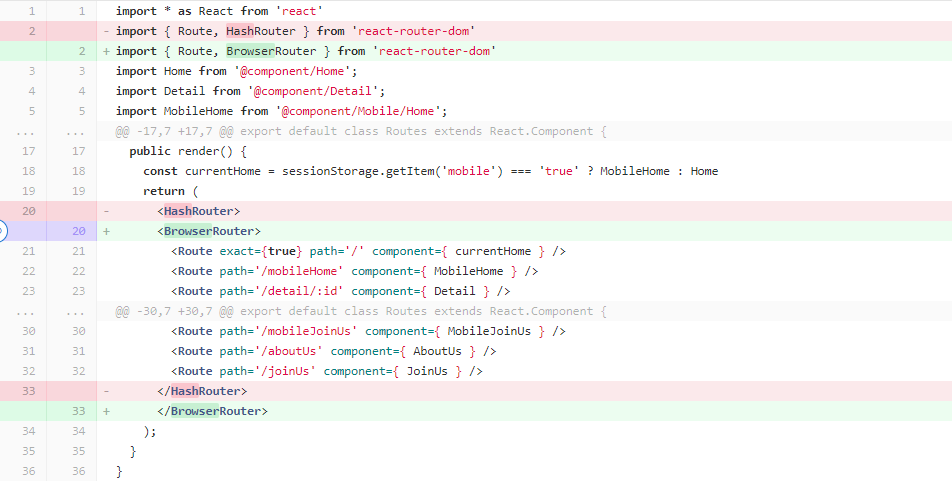 1 1 import * as React from 'react'
2 - import { Route, HashRouter } from 'react-router-dom'
2 + import { Route, BrowserRouter } from 'react-router-dom'
3 3 import Home from '@component/Home';
4 4 import Detail from '@component/Detail';
5 5 import MobileHome from '@component/Mobile/Home';
... ... @@ -17,7 +17,7 @@ export default class Routes extends React.Component {
17 17 public render() {
18 18 const currentHome = sessionStorage.getItem('mobile') === 'true' ? MobileHome : Home
19 19 return (
20 - <HashRouter>
20 + <BrowserRouter>
21 21 <Route exact={true} path='/' component={ currentHome } />
22 22 <Route path='/mobileHome' component={ MobileHome } />
23 23 <Route path='/detail/:id' component={ Detail } />
... ... @@ -30,7 +30,7 @@ export default class Routes extends React.Component {
30 30 <Route path='/mobileJoinUs' component={ MobileJoinUs } />
31 31 <Route path='/aboutUs' component={ AboutUs } />
32 32 <Route path='/joinUs' component={ JoinUs } />
33 - </HashRouter>
33 + </BrowserRouter>
34 34 );
35 35 }
36 36 }